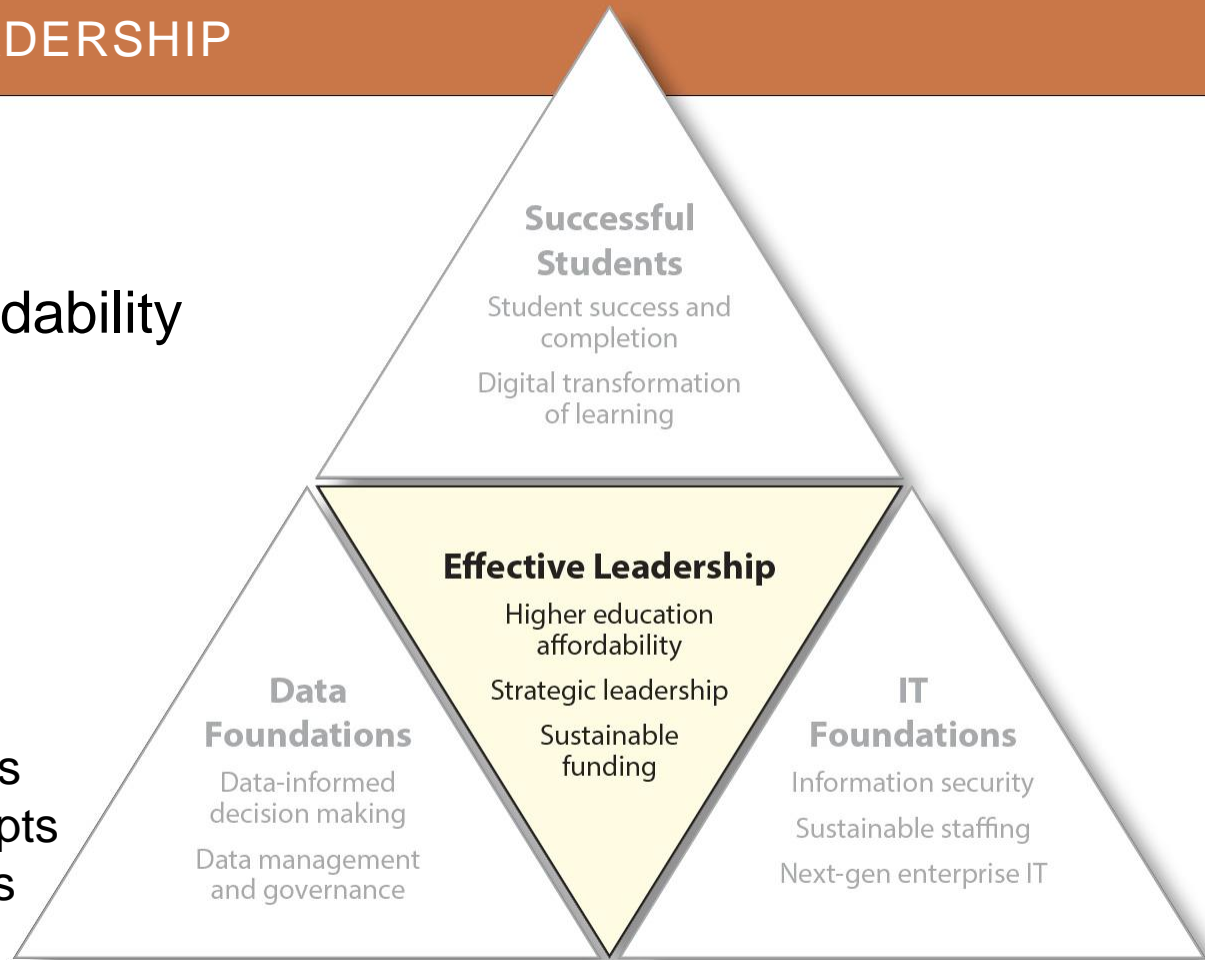 DERSHIP
dability
s
pts
s
Successful
Students
Student success and
completion
Digital transformation
of learning
Effective Leadership
Higher education
affordability
Strategic leadership
Sustainable
funding
Data
Foundations
Data-informed
decision making
Data management
and governance
IT
Foundations
Information security
Sustainable staffing
Next-gen enterprise IT